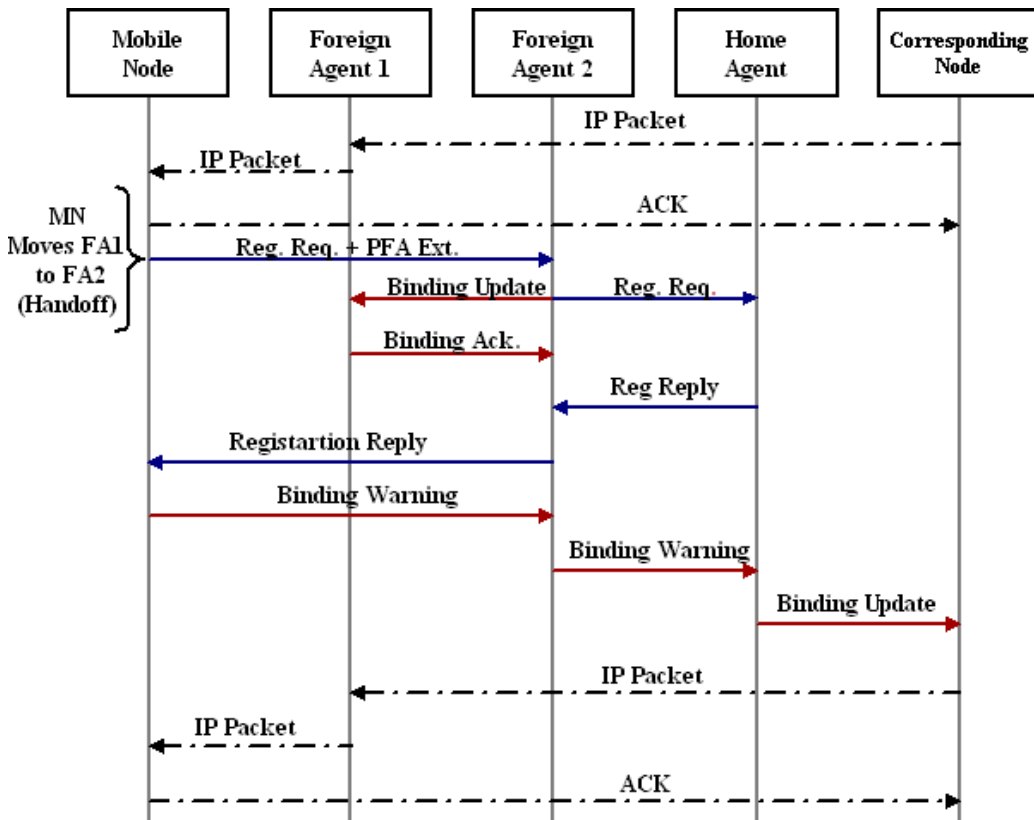 Mobile
Node
Foreign
Agent 1
Foreign
Agent 2
Home
Agent
Corresponding
Node
IP Packet
IP Packet
MN
Moves FA1
to FA2
(Handoff)
ACK
Reg. Req. + PFA Ext.
Binding Update
Reg. Req.
Binding Ack.
Reg Reply
Registartion Reply
Binding Warning
Binding Warning
Binding Update
IP Packet
IP Packet
ACK